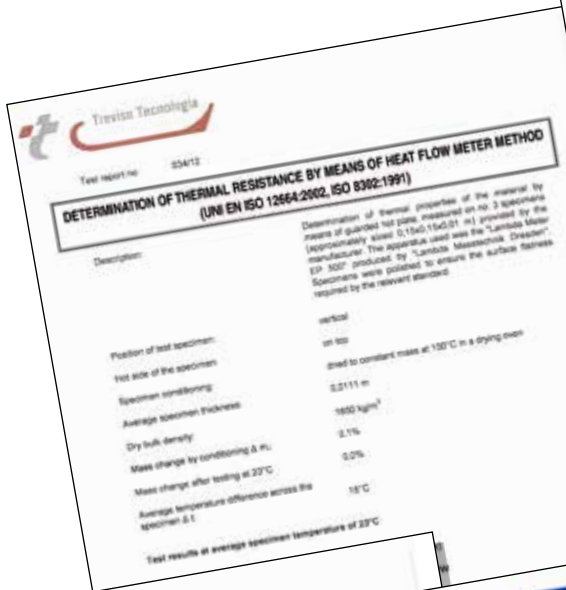 Treviso Tecnologia
Test report no 034/12
DETERMINATION OF THERMAL RESISTANCE BY MEANS OF HEAT FLOW METER METHOD
(UNI EN ISO 12664:2002, ISO 8302:1991)
Description:
Determination of thermal properties of the material by
means of guarded hot plate, measured on no. 3 specimens
(approximately sized 0,15x0,15x0,01 m) provided by the
manufacturer. The apparatus used was the "Lambda Meter
EP 500" produced by "Lambda Messtechnik Dresden".
Specimens were polished to ensure the surface flatness
required by the relevant standard.
Position of test specimen: vertical
Hot side of the specimen: on top
Specimen conditioning: dried to constant mass at 150°C in a drying oven
Average specimen thickness: 0,0111 m
Dry bulk density: 1600 kg/m³
Mass change by conditioning Δ m: 0,1%
Mass change after testing at 23°C 0,0%
Average temperature difference across the
specimen Δ t: 15°C
Test results at average specimen temperature of 23°C